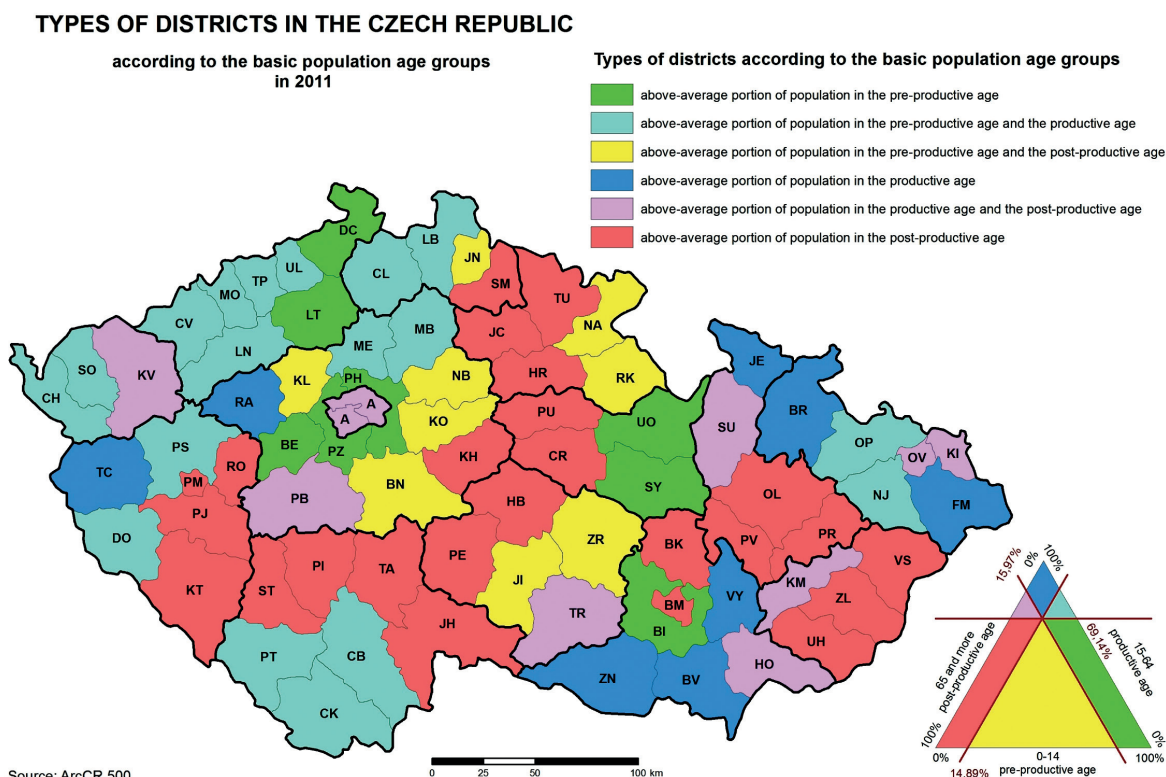 TYPES OF DISTRICTS IN THE CZECH REPUBLIC
according to the basic population age groups
in 2011
Types of districts according to the basic population age groups
above-average portion of population in the pre-productive age
above-average portion of population in the pre-productive age and the productive age
above-average portion of population in the pre-productive age and the post-productive age
above-average portion of population in the productive age
above-average portion of population in the productive age and the post-productive age
above-average portion of population in the post-productive age
DC
LB
JN
UL
CL
TP
SM
MO
TU
LT
CV
NA
MB
JC
ME
LN
JE
SO
KV
HR
NB
RK
KL
PH
CH
RA
A
A
BR
PU
KO
UO
SU
OP
BE
PS
PZ
KI
OV
RO
KH
CR
TC
PM
BN
SY
OL
NJ
PB
HB
FM
PJ
DO
ZR
PR
PV
BK
PE
VS
PI
TA
JI
KM
KT
ST
VY
ZL
BM
TR
JH
BI
UH
PT
CB
HO
ZN
BV
CK
0
25
50
100 km
Source: ArcCR 500
15,97%
0%
100%
65 and more
post-productive age
69,14%
15-64
productive age
100%
0%
0%
0-14
100%
14,89%
pre-productive age